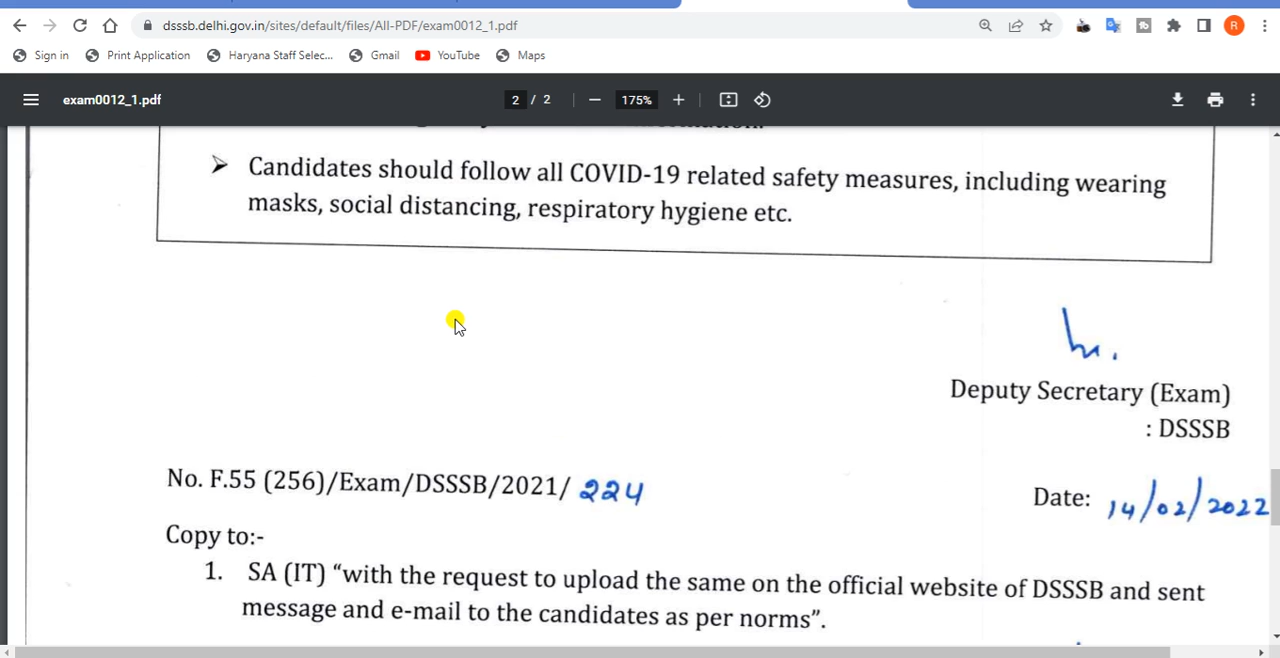 dsssb.delhi.gov.in/sites/default/files/All-PDF/exam0012_1.pdf
R
Sign in Print Application Haryana Staff Selec... Gmail YouTube Maps
exam0012_1.pdf 2 / 2 175%
➤ Candidates should follow all COVID-19 related safety measures, including wearing
masks, social distancing, respiratory hygiene etc.
Deputy Secretary (Exam)
: DSSSB
No. F.55 (256)/Exam/DSSSB/2021/ 224
Date: 14/02/2022
Copy to:-
1. SA (IT) “with the request to upload the same on the official website of DSSSB and sent
message and e-mail to the candidates as per norms”.